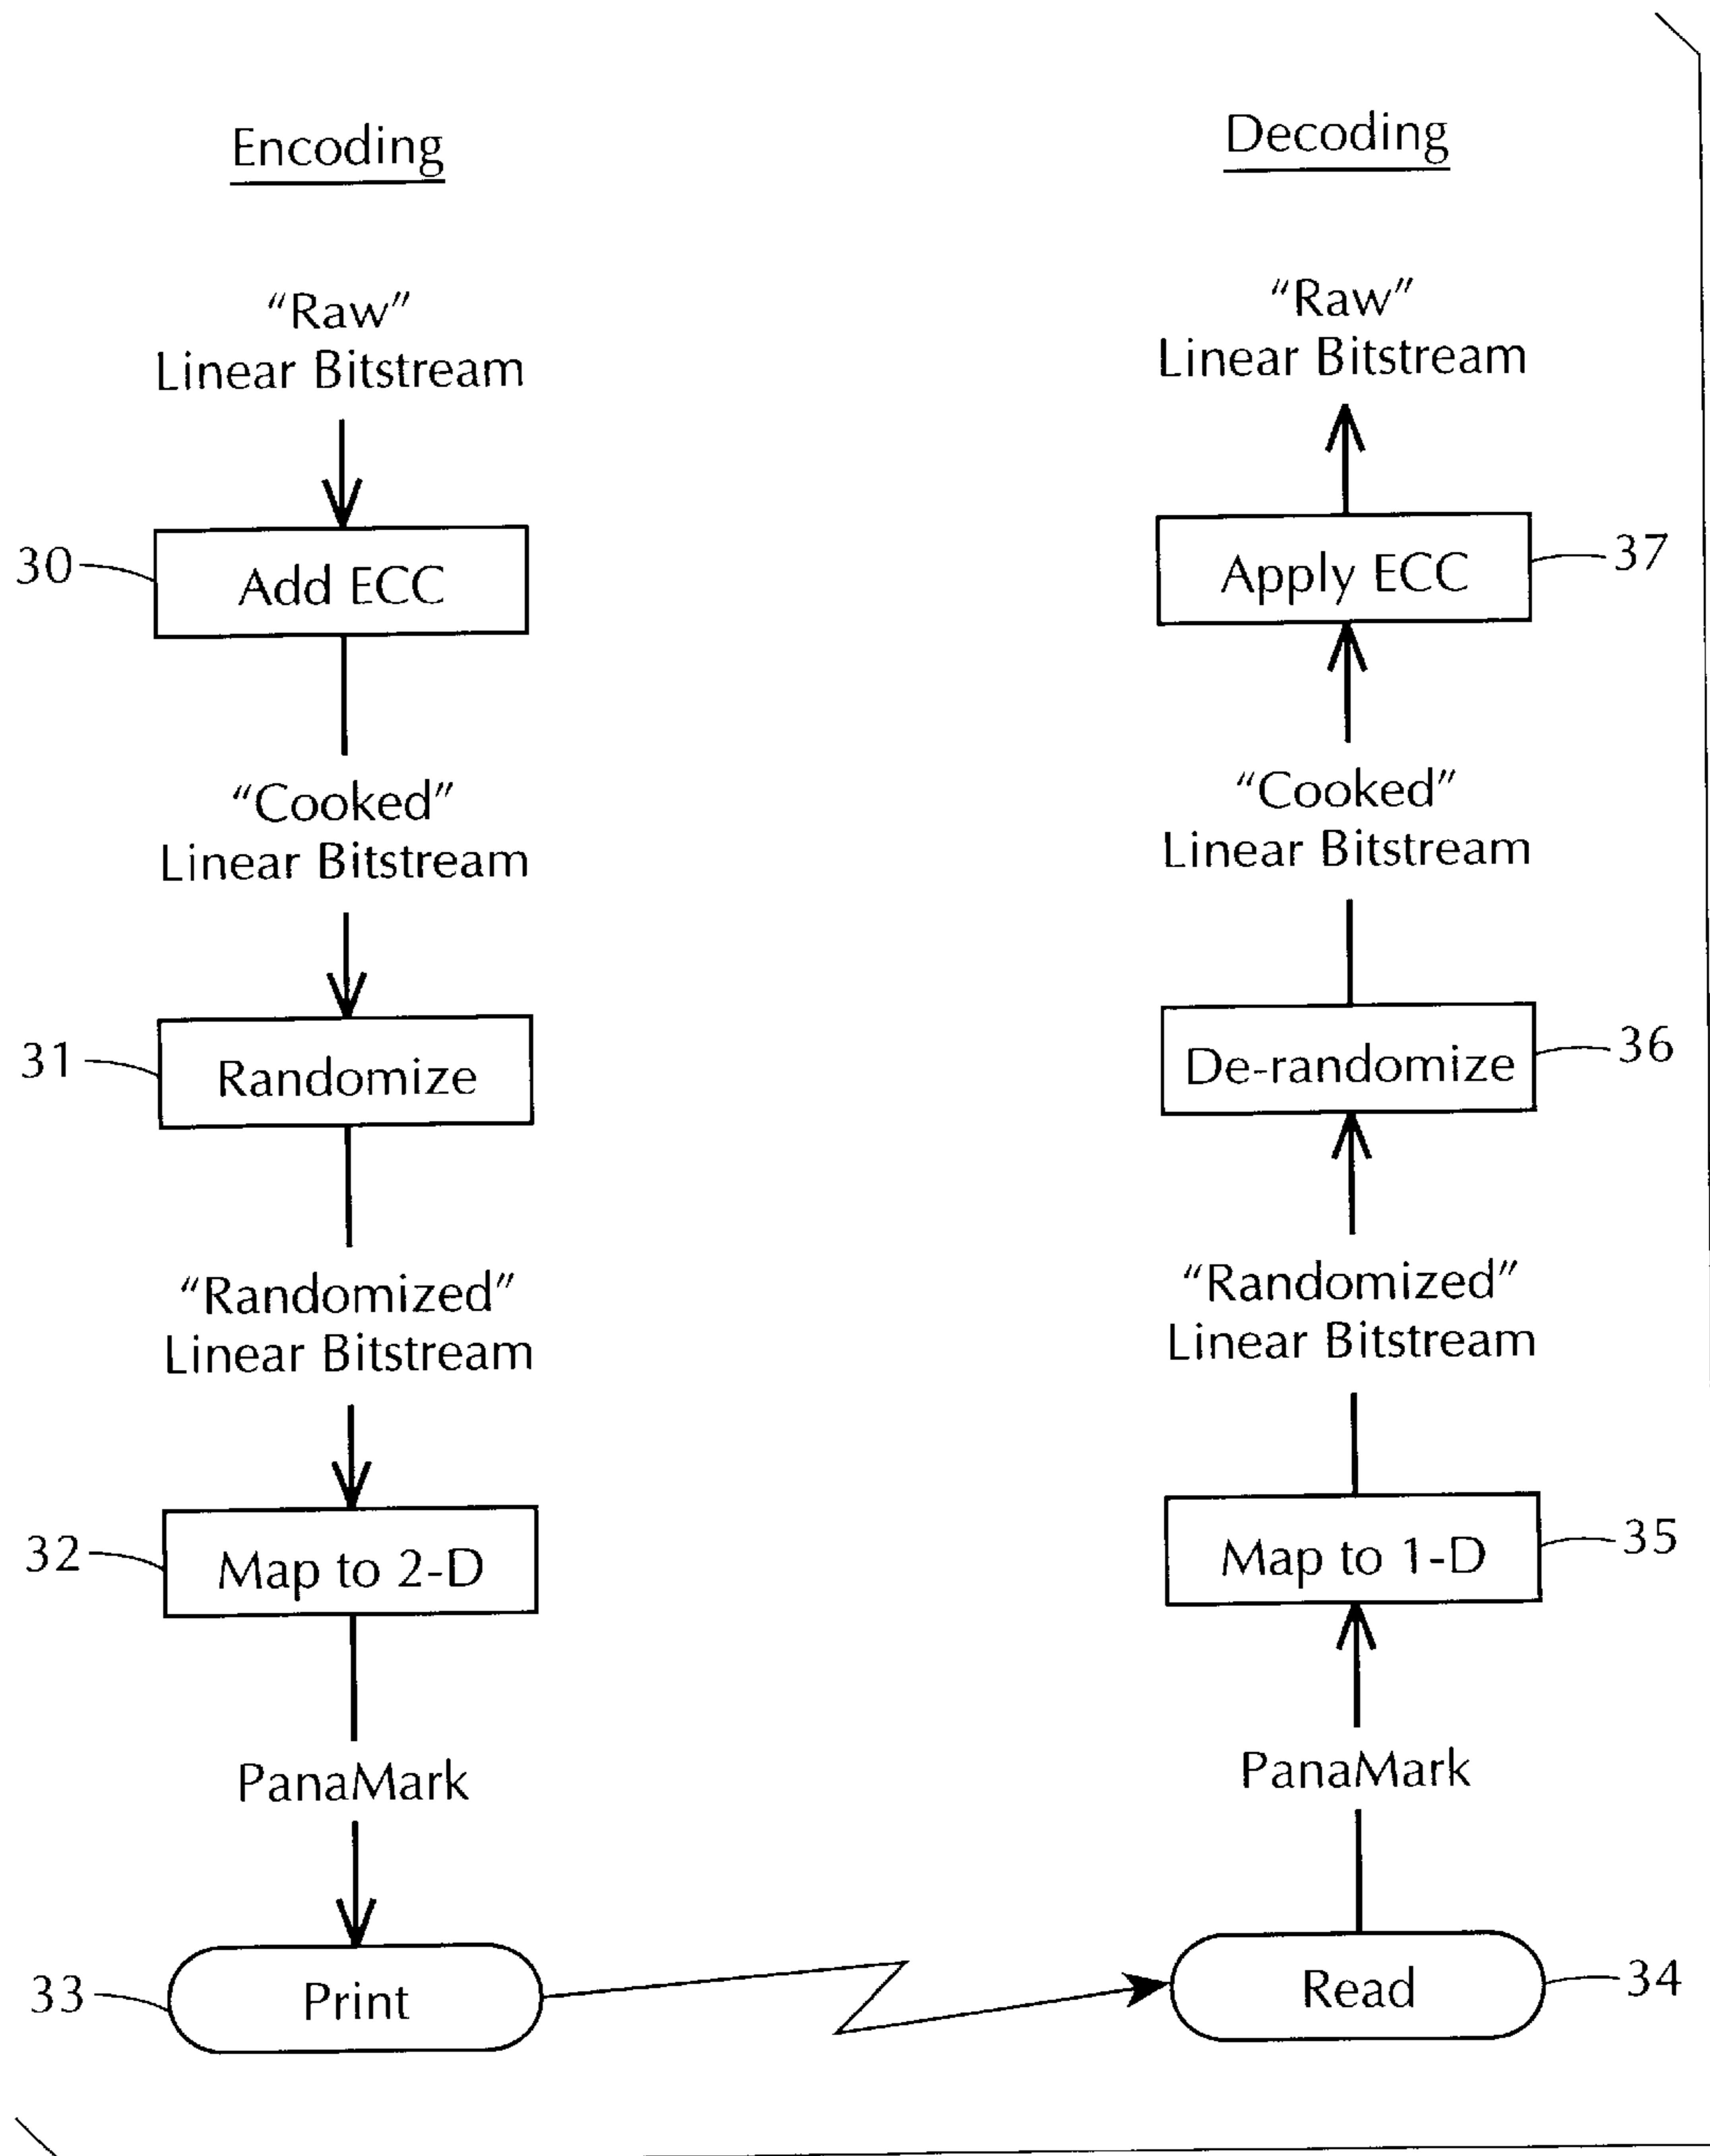 Encoding
“Raw”
Linear Bitstream
30
Add ECC
“Cooked”
Linear Bitstream
31
Randomize
“Randomized”
Linear Bitstream
32
Map to 2-D
PanaMark
33
Print
Decoding
“Raw”
Linear Bitstream
Apply ECC
37
“Cooked”
Linear Bitstream
De-randomize
36
“Randomized”
Linear Bitstream
Map to 1-D
35
PanaMark
Read
34